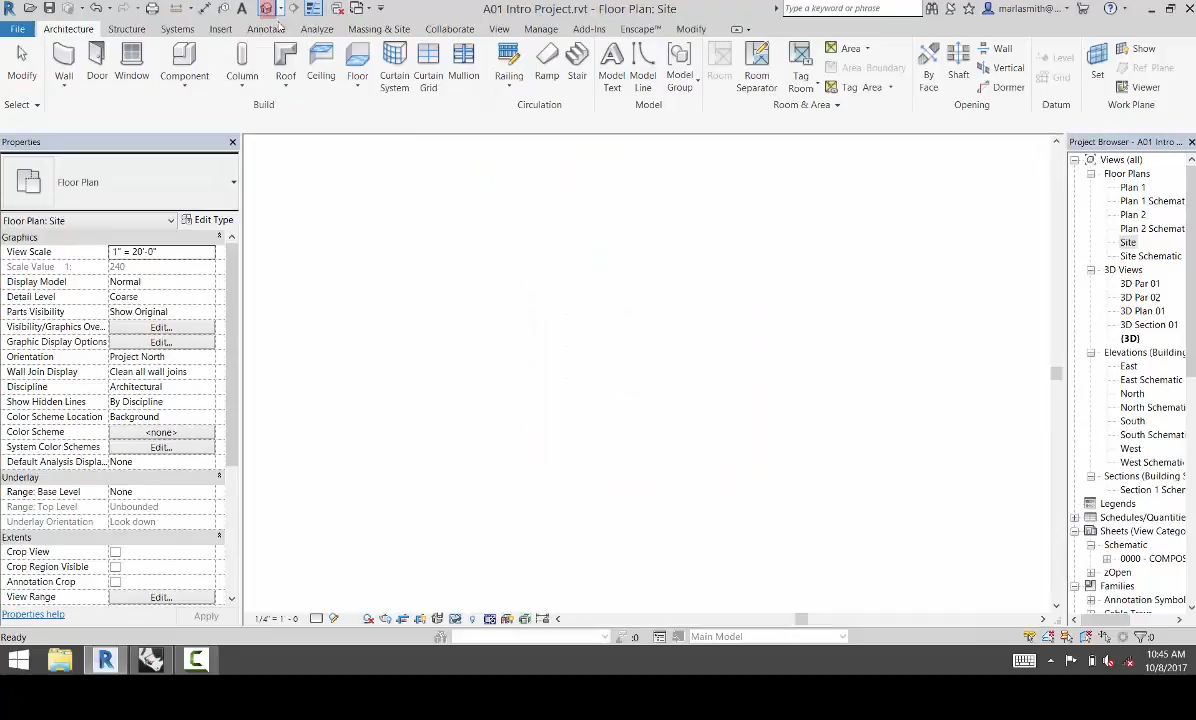 A
A01 Intro Project.rvt - Floor Plan: Site
Type a keyword or phrase
marlasmith@...
File Architecture Structure Systems Insert Annotate Analyze Massing & Site Collaborate View Manage Add-Ins Enscape™ Modify
Modify Wall Door Window Component Column Roof Ceiling Floor Curtain System Curtain Grid Mullion Railing Ramp Stair Model Text Model Line Model Group Room Room Separator Tag Room Area Area Boundary Tag Area By Face Shaft Wall Vertical Dormer Level Grid Set Show Ref Plane Viewer
Select Build Circulation Model Room & Area Opening Datum Work Plane
Properties
Floor Plan
Floor Plan: Site Edit Type
Graphics
View Scale 1" = 20'-0"
Scale Value 1: 240
Display Model Normal
Detail Level Coarse
Parts Visibility Show Original
Visibility/Graphics Ove... Edit...
Graphic Display Options Edit...
Orientation Project North
Wall Join Display Clean all wall joins
Discipline Architectural
Show Hidden Lines By Discipline
Color Scheme Location Background
Color Scheme <none>
System Color Schemes Edit...
Default Analysis Displa... None
Underlay
Range: Base Level None
Range: Top Level Unbounded
Underlay Orientation Look down
Extents
Crop View
Crop Region Visible
Annotation Crop
View Range Edit...
Properties help Apply
Project Browser - A01 Intro ...
Views (all)
Floor Plans
Plan 1
Plan 1 Schemat
Plan 2
Plan 2 Schemat
Site
Site Schematic
3D Views
3D Par 01
3D Par 02
3D Plan 01
3D Section 01
{3D}
Elevations (Building
East
East Schematic
North
North Schemati
South
South Schemati
West
West Schemati
Sections (Building S
Section 1 Scher
Legends
Schedules/Quantitie
Sheets (View Catego
Schematic
0000 - COMPOS
zOpen
Families
Annotation Symbol
1/4" = 1' - 0
Ready
:0
Main Model
:0
10:45 AM
10/8/2017